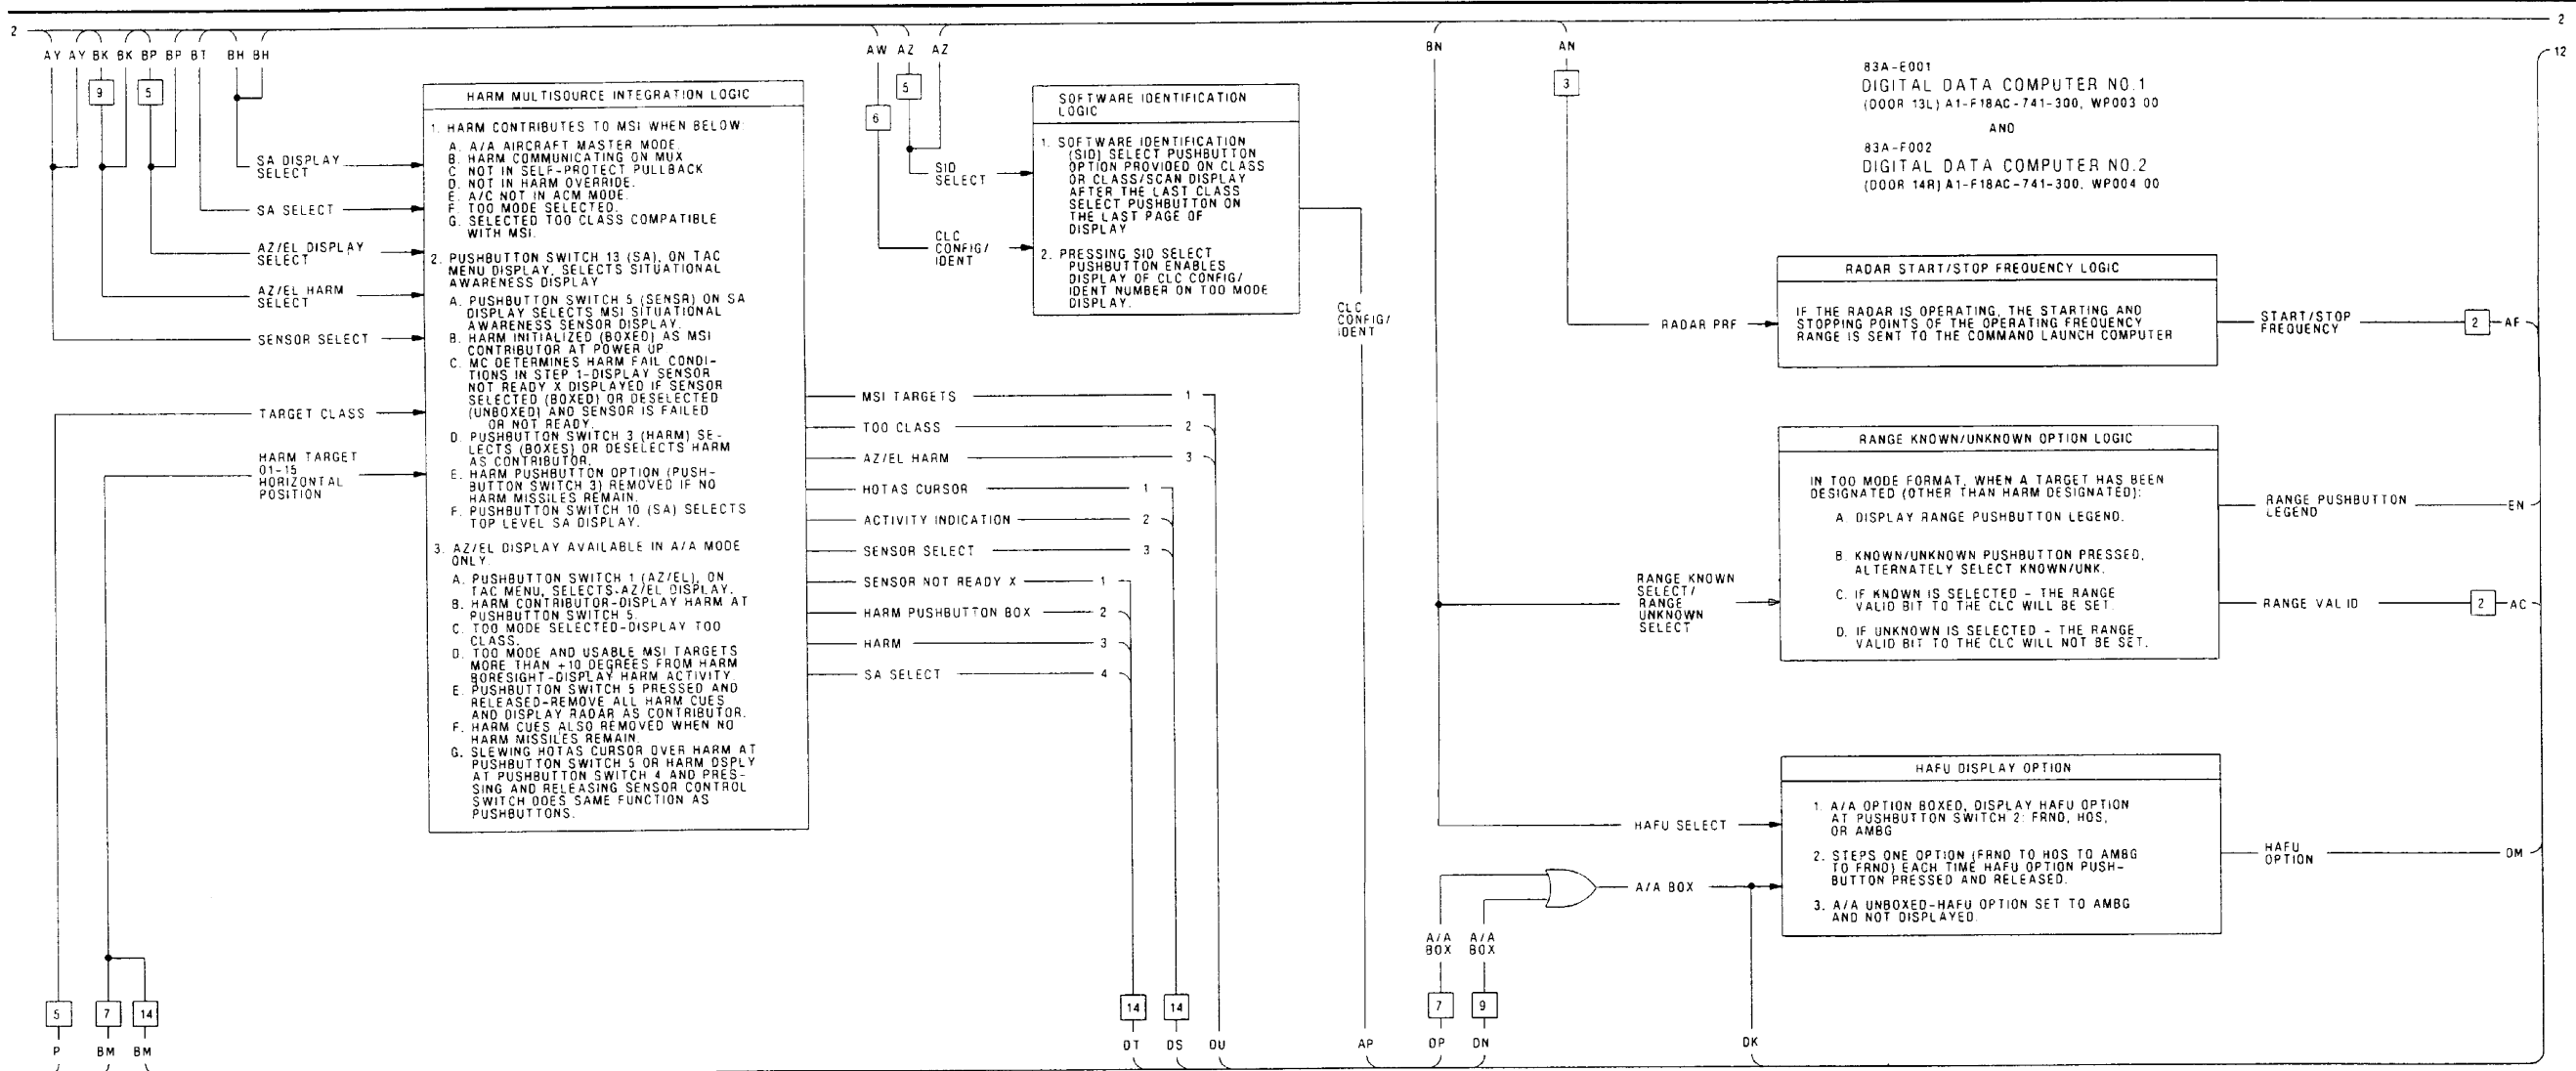 2
2
AY AY BK BK BP BP BT BH BH
AW AZ AZ
BN
AN
12
9
5
6
5
3
83A-E001
DIGITAL DATA COMPUTER NO.1
(DOOR 13L) A1-F18AC-741-300, WP003 00
AND
83A-F002
DIGITAL DATA COMPUTER NO.2
(DOOR 14R) A1-F18AC-741-300, WP004 00
SA DISPLAY
SELECT
SA SELECT
AZ/EL DISPLAY
SELECT
AZ/EL HARM
SELECT
SENSOR SELECT
TARGET CLASS
HARM TARGET
01-15
HORIZONTAL
POSITION
HARM MULTISOURCE INTEGRATION LOGIC
1. HARM CONTRIBUTES TO MSI WHEN BELOW:
A. A/A AIRCRAFT MASTER MODE.
B. HARM COMMUNICATING ON MUX
C NOT IN SELF-PROTECT PULLBACK
D. NOT IN HARM OVERRIDE.
E. A/C NOT IN ACM MODE.
F. TOO MODE SELECTED.
G. SELECTED TOO CLASS COMPATIBLE
WITH MSI.
2. PUSHBUTTON SWITCH 13 (SA), ON TAC
MENU DISPLAY, SELECTS SITUATIONAL
AWARENESS DISPLAY
A. PUSHBUTTON SWITCH 5 (SENSR) ON SA
DISPLAY SELECTS MSI SITUATIONAL
AWARENESS SENSOR DISPLAY.
B. HARM INITIALIZED (BOXED) AS MSI
CONTRIBUTOR AT POWER UP
C. MC DETERMINES HARM FAIL CONDI-
TIONS IN STEP 1-DISPLAY SENSOR
NOT READY X DISPLAYED IF SENSOR
SELECTED (BOXED) OR DESELECTED
(UNBOXED) AND SENSOR IS FAILED
OR NOT READY.
D. PUSHBUTTON SWITCH 3 (HARM) SE-
LECTS (BOXES) OR DESELECTS HARM
AS CONTRIBUTOR.
E. HARM PUSHBUTTON OPTION (PUSH-
BUTTON SWITCH 3) REMOVED IF NO
HARM MISSILES REMAIN.
F. PUSHBUTTON SWITCH 10 (SA) SELECTS
TOP LEVEL SA DISPLAY.
3. AZ/EL DISPLAY AVAILABLE IN A/A MODE
ONLY.
A. PUSHBUTTON SWITCH 1 (AZ/EL), ON
TAC MENU, SELECTS-AZ/EL DISPLAY.
B. HARM CONTRIBUTOR-DISPLAY HARM AT
PUSHBUTTON SWITCH 5.
C. TOO MODE SELECTED-DISPLAY TOO
CLASS.
D. TOO MODE AND USABLE MSI TARGETS
MORE THAN +10 DEGREES FROM HARM
BORESIGHT-DISPLAY HARM ACTIVITY.
E. PUSHBUTTON SWITCH 5 PRESSED AND
RELEASED-REMOVE ALL HARM CUES
AND DISPLAY RADAR AS CONTRIBUTOR.
F. HARM CUES ALSO REMOVED WHEN NO
HARM MISSILES REMAIN.
G. SLEWING HOTAS CURSOR OVER HARM AT
PUSHBUTTON SWITCH 5 OR HARM DSPLY
AT PUSHBUTTON SWITCH 4 AND PRES-
SING AND RELEASING SENSOR CONTROL
SWITCH DOES SAME FUNCTION AS
PUSHBUTTONS.
MSI TARGETS 1
TOO CLASS 2
AZ/EL HARM 3
HOTAS CURSOR 1
ACTIVITY INDICATION 2
SENSOR SELECT 3
SENSOR NOT READY X 1
HARM PUSHBUTTON BOX 2
HARM 3
SA SELECT 4
SID
SELECT
CLC
CONFIG/
IDENT
SOFTWARE IDENTIFICATION
LOGIC
1. SOFTWARE IDENTIFICATION
(SID) SELECT PUSHBUTTON
OPTION PROVIDED ON CLASS
OR CLASS/SCAN DISPLAY
AFTER THE LAST CLASS
SELECT PUSHBUTTON ON
THE LAST PAGE OF
DISPLAY
2. PRESSING SID SELECT
PUSHBUTTON ENABLES
DISPLAY OF CLC CONFIG/
IDENT NUMBER ON TOO MODE
DISPLAY.
CLC
CONFIG/
IDENT
RADAR PRF
RADAR START/STOP FREQUENCY LOGIC
IF THE RADAR IS OPERATING, THE STARTING AND
STOPPING POINTS OF THE OPERATING FREQUENCY
RANGE IS SENT TO THE COMMAND LAUNCH COMPUTER
START/STOP
FREQUENCY
2 AF
RANGE KNOWN
SELECT/
RANGE
UNKNOWN
SELECT
RANGE KNOWN/UNKNOWN OPTION LOGIC
IN TOO MODE FORMAT, WHEN A TARGET HAS BEEN
DESIGNATED (OTHER THAN HARM DESIGNATED):
A. DISPLAY RANGE PUSHBUTTON LEGEND.
B. KNOWN/UNKNOWN PUSHBUTTON PRESSED,
ALTERNATELY SELECT KNOWN/UNK.
C. IF KNOWN IS SELECTED - THE RANGE
VALID BIT TO THE CLC WILL BE SET.
D. IF UNKNOWN IS SELECTED - THE RANGE
VALID BIT TO THE CLC WILL NOT BE SET.
RANGE PUSHBUTTON
LEGEND
EN
RANGE VALID
2 AC
HAFU SELECT
A/A BOX
HAFU DISPLAY OPTION
1. A/A OPTION BOXED, DISPLAY HAFU OPTION
AT PUSHBUTTON SWITCH 2: FRND, HOS,
OR AMBG
2. STEPS ONE OPTION (FRND TO HOS TO AMBG
TO FRND) EACH TIME HAFU OPTION PUSH-
BUTTON PRESSED AND RELEASED.
3. A/A UNBOXED-HAFU OPTION SET TO AMBG
AND NOT DISPLAYED.
HAFU
OPTION
DM
A/A
BOX
A/A
BOX
5 7 14
14 14
7 9
P BM BM
DT DS DU
AP
DP DN
DK